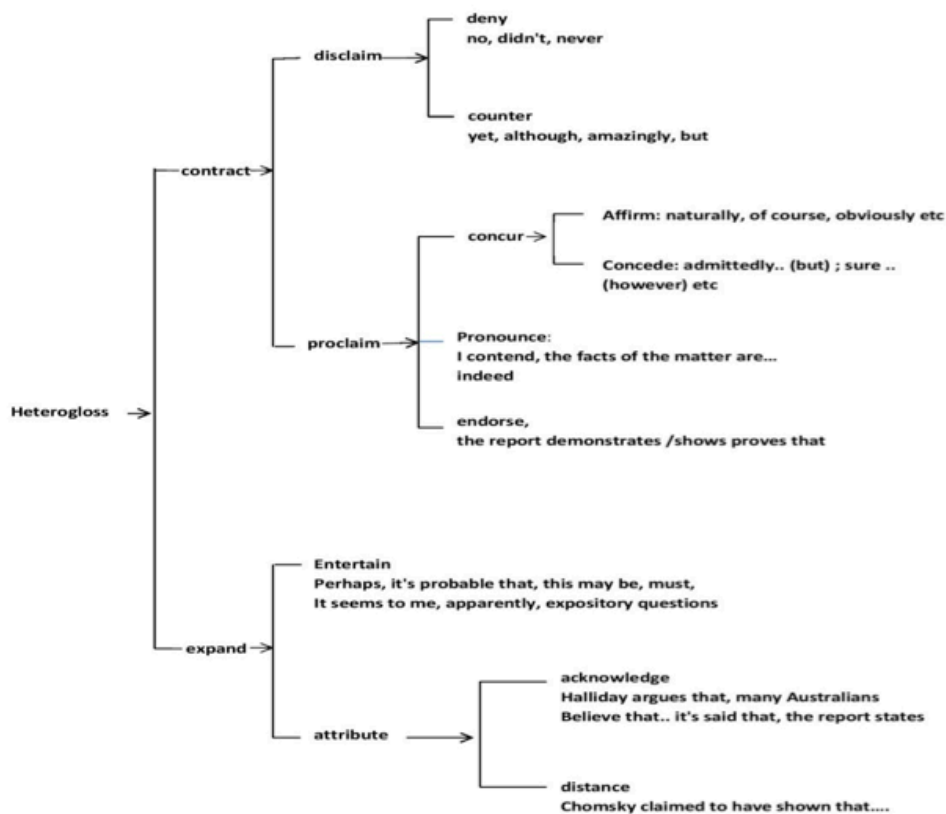 deny
no, didn't, never
disclaim
counter
yet, although, amazingly, but
contract
Affirm: naturally, of course, obviously etc
concur
Concede: admittedly.. (but) ; sure ..
(however) etc
proclaim
Pronounce:
I contend, the facts of the matter are...
indeed
Heterogloss
endorse,
the report demonstrates /shows proves that
Entertain
Perhaps, it's probable that, this may be, must,
It seems to me, apparently, expository questions
expand
acknowledge
Halliday argues that, many Australians
Believe that.. it's said that, the report states
attribute
distance
Chomsky claimed to have shown that....